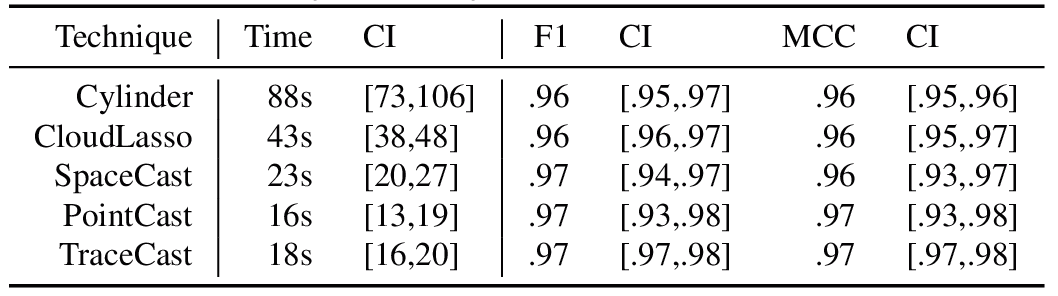 Technique Time CI F1 CI MCC CI
Cylinder 88s [73,106] .96 [.95,.97] .96 [.95,.96]
CloudLasso 43s [38,48] .96 [.96,.97] .96 [.95,.97]
SpaceCast 23s [20,27] .97 [.94,.97] .96 [.93,.97]
PointCast 16s [13,19] .97 [.93,.98] .97 [.93,.98]
TraceCast 18s [16,20] .97 [.97,.98] .97 [.97,.98]